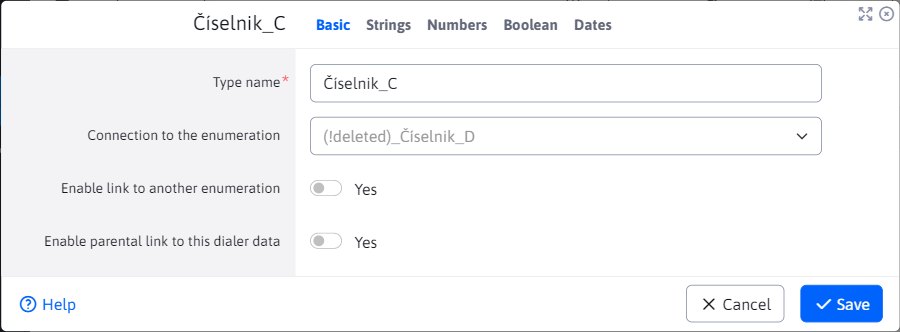 Číselnik_C Basic Strings Numbers Boolean Dates
Type name* Číselnik_C
Connection to the enumeration (!deleted)_Číselnik_D
Enable link to another enumeration Yes
Enable parental link to this dialer data Yes
Help Cancel Save